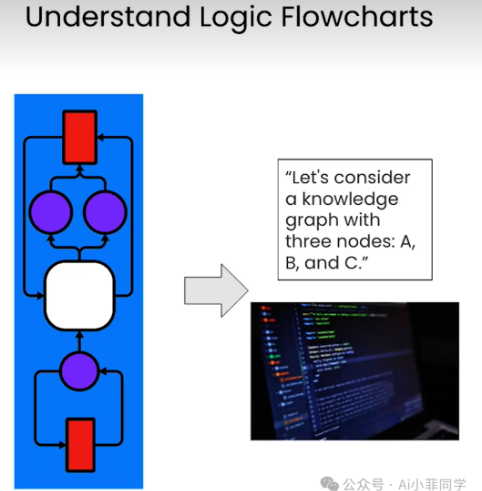 Understand Logic Flowcharts
“Let's consider
a knowledge
graph with
three nodes: A,
B, and C.”
公众号 · Ai小菲同学